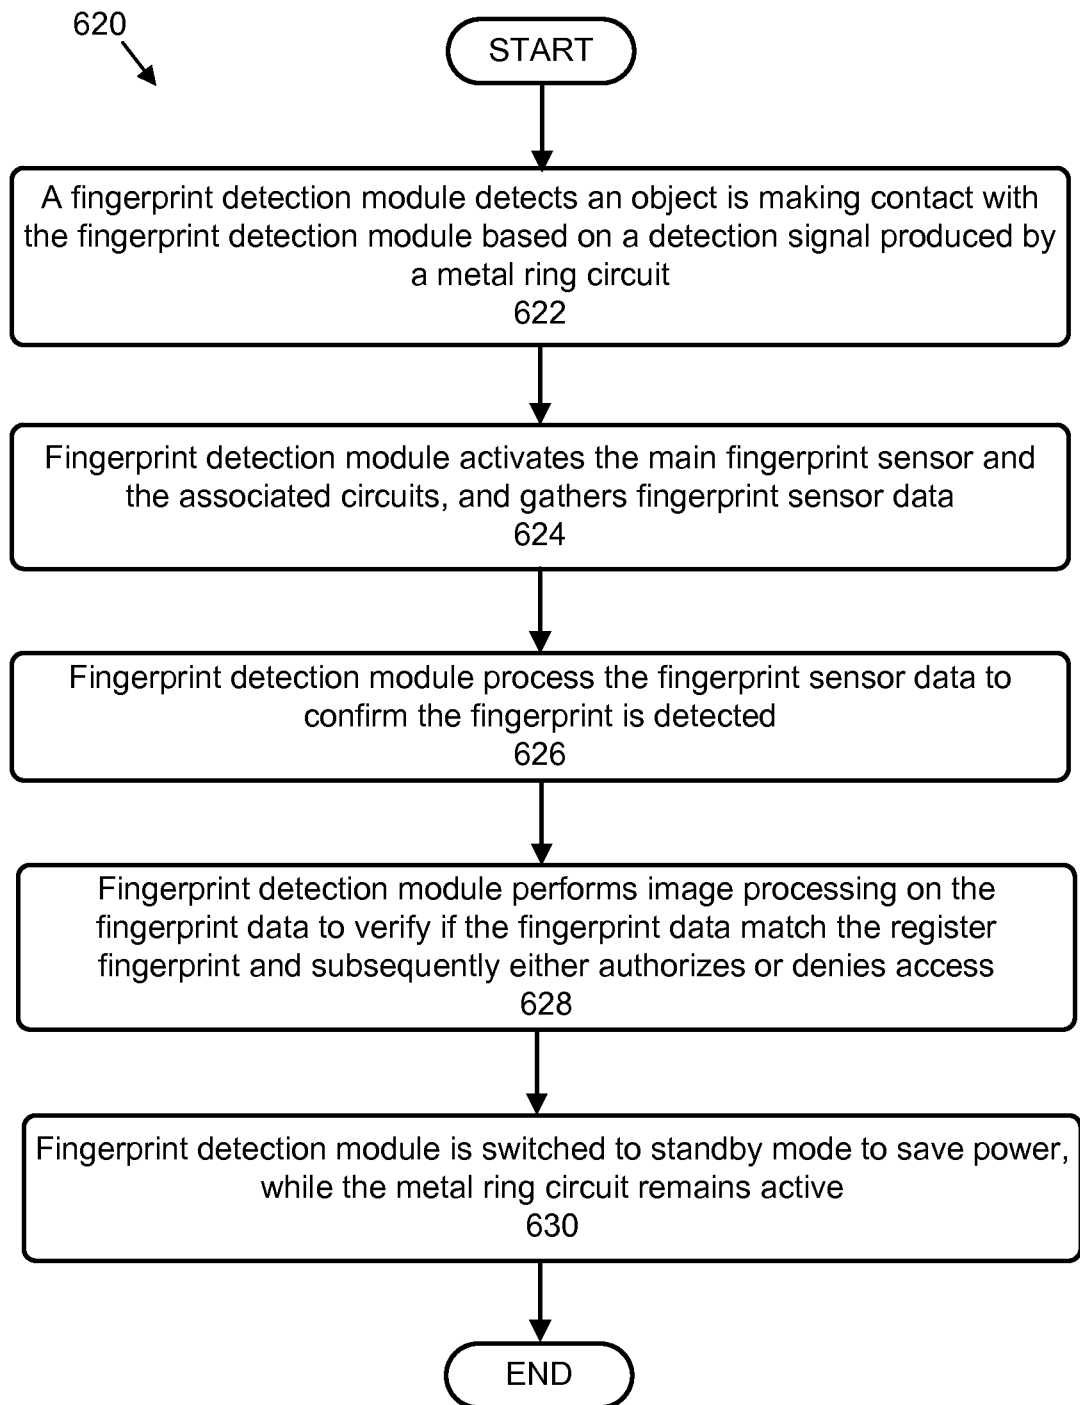 620
START
A fingerprint detection module detects an object is making contact with
the fingerprint detection module based on a detection signal produced by
a metal ring circuit
622
Fingerprint detection module activates the main fingerprint sensor and
the associated circuits, and gathers fingerprint sensor data
624
Fingerprint detection module process the fingerprint sensor data to
confirm the fingerprint is detected
626
Fingerprint detection module performs image processing on the
fingerprint data to verify if the fingerprint data match the register
fingerprint and subsequently either authorizes or denies access
628
Fingerprint detection module is switched to standby mode to save power,
while the metal ring circuit remains active
630
END